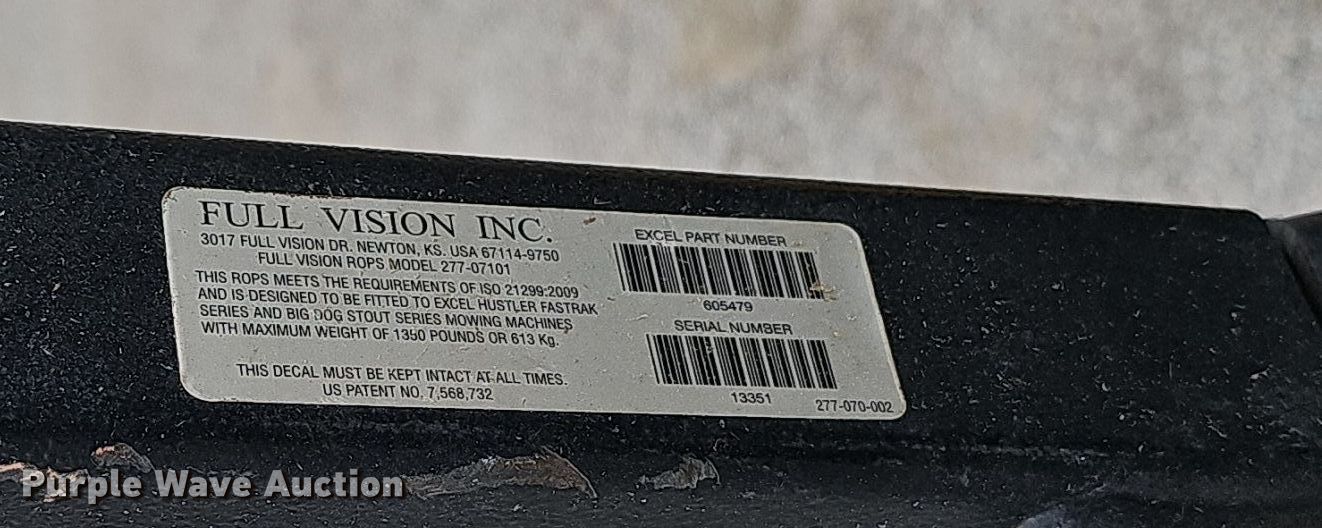 FULL VISION INC.
3017 FULL VISION DR. NEWTON, KS. USA 67114-9750
FULL VISION ROPS MODEL 277-07101
THIS ROPS MEETS THE REQUIREMENTS OF ISO 21299:2009
AND IS DESIGNED TO BE FITTED TO EXCEL HUSTLER FASTRAK
SERIES AND BIG DOG STOUT SERIES MOWING MACHINES
WITH MAXIMUM WEIGHT OF 1350 POUNDS OR 613 Kg.
THIS DECAL MUST BE KEPT INTACT AT ALL TIMES.
US PATENT NO. 7,568,732
EXCEL PART NUMBER
605479
SERIAL NUMBER
13351
277-070-002
Purple Wave Auction